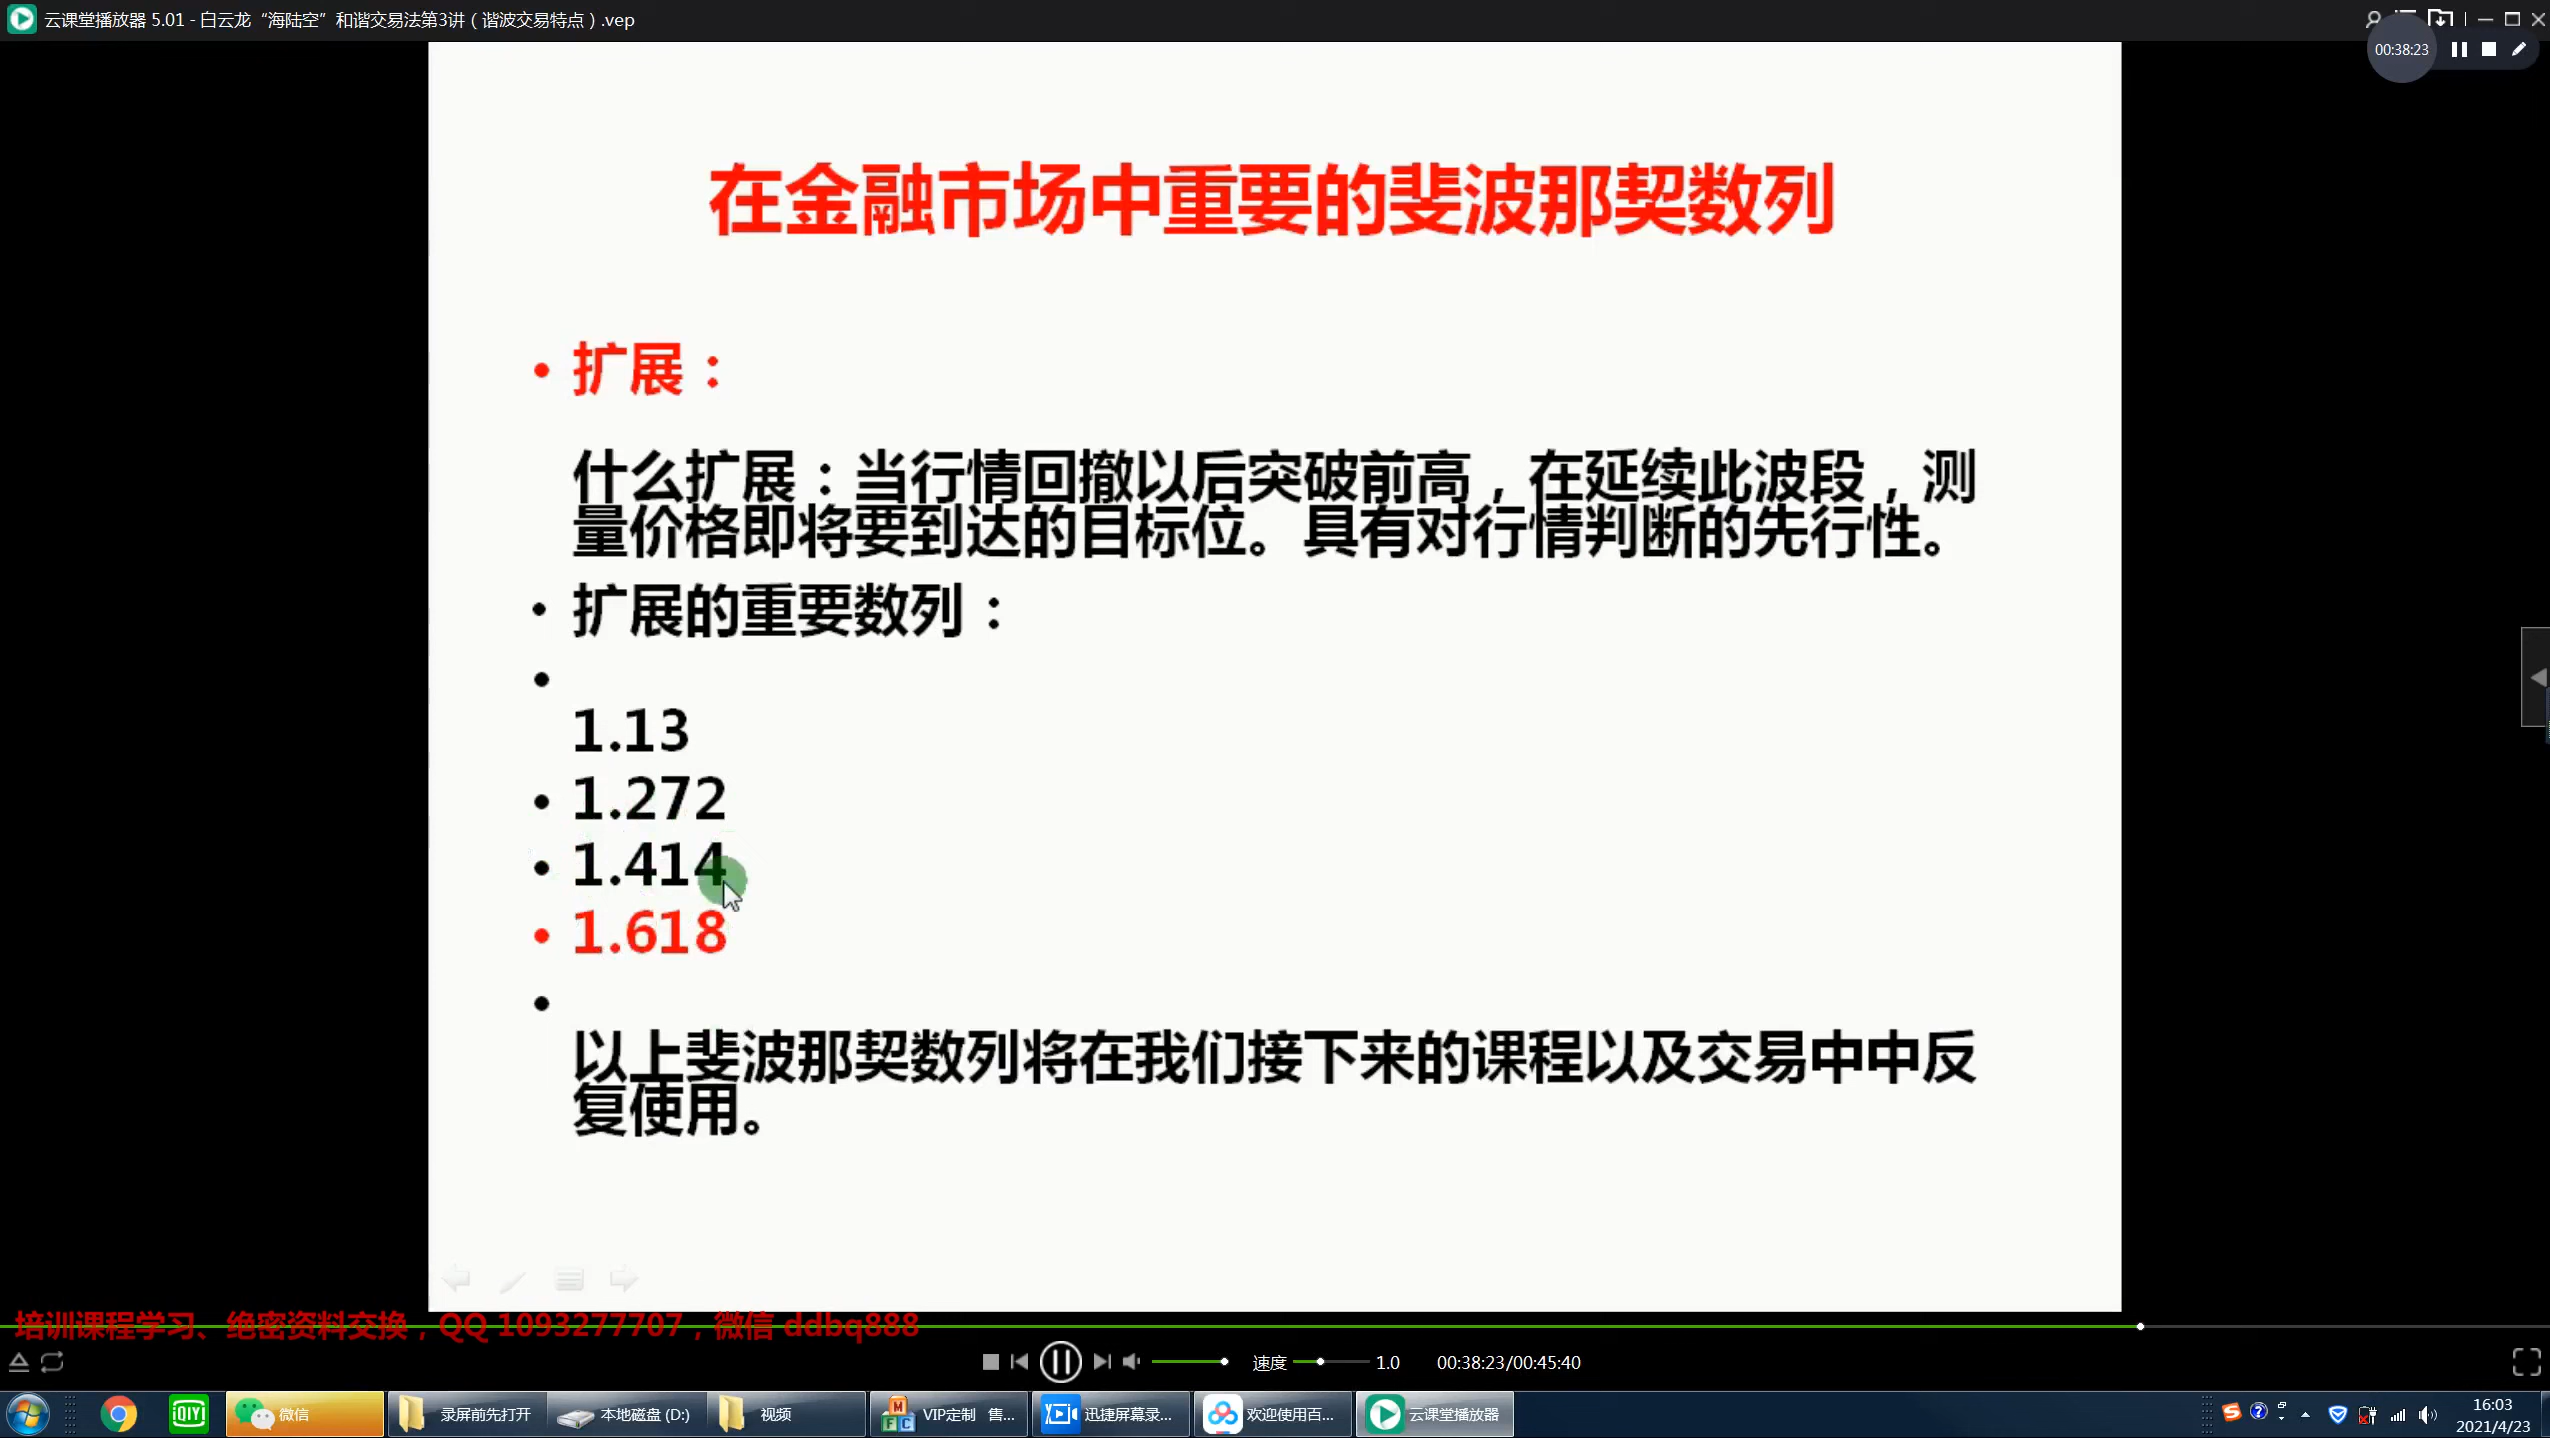 云课堂播放器 5.01 - 白云龙“海陆空”和谐交易法第3讲（谐波交易特点）.vep
00:38:23
在金融市场中重要的斐波那契数列
• 扩展：
什么扩展：当行情回撤以后突破前高，在延续此波段，测
量价格即将要到达的目标位。具有对行情判断的先行性。
• 扩展的重要数列：
•
1.13
• 1.272
• 1.414
• 1.618
•
以上斐波那契数列将在我们接下来的课程以及交易中中反
复使用。
培训课程学习、绝密资料交换，QQ 1093277707，微信 ddbq888
速度 1.0 00:38:23/00:45:40
QIYI 微信 录屏前先打开 本地磁盘 (D:) 视频 MFC VIP定制 售... 迅捷屏幕录... 欢迎使用百... 云课堂播放器
16:03
2021/4/23